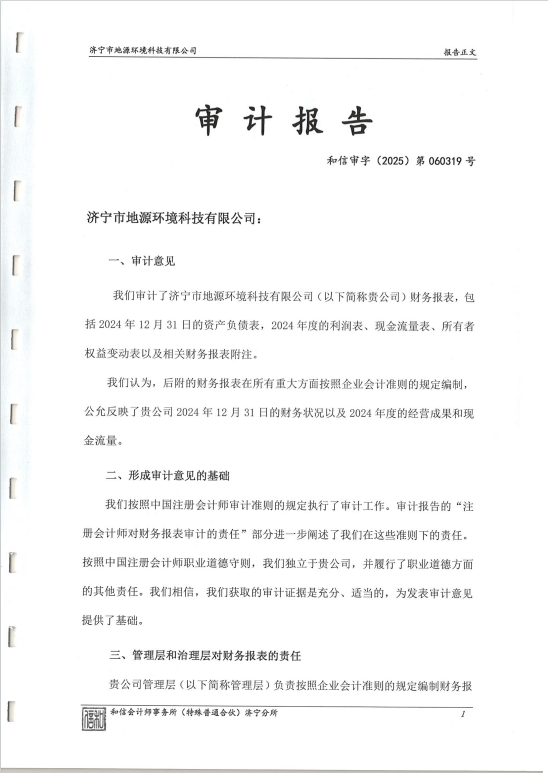 济宁市地源环境科技有限公司 报告正文
审计报告
和信审字（2025）第 060319 号
济宁市地源环境科技有限公司：
一、审计意见
我们审计了济宁市地源环境科技有限公司（以下简称贵公司）财务报表，包
括 2024 年 12 月 31 日的资产负债表，2024 年度的利润表、现金流量表、所有者
权益变动表以及相关财务报表附注。
我们认为，后附的财务报表在所有重大方面按照企业会计准则的规定编制，
公允反映了贵公司 2024 年 12 月 31 日的财务状况以及 2024 年度的经营成果和现
金流量。
二、形成审计意见的基础
我们按照中国注册会计师审计准则的规定执行了审计工作。审计报告的“注
册会计师对财务报表审计的责任”部分进一步阐述了我们在这些准则下的责任。
按照中国注册会计师职业道德守则，我们独立于贵公司，并履行了职业道德方面
的其他责任。我们相信，我们获取的审计证据是充分、适当的，为发表审计意见
提供了基础。
三、管理层和治理层对财务报表的责任
贵公司管理层（以下简称管理层）负责按照企业会计准则的规定编制财务报
和信会计师事务所（特殊普通合伙）济宁分所 1